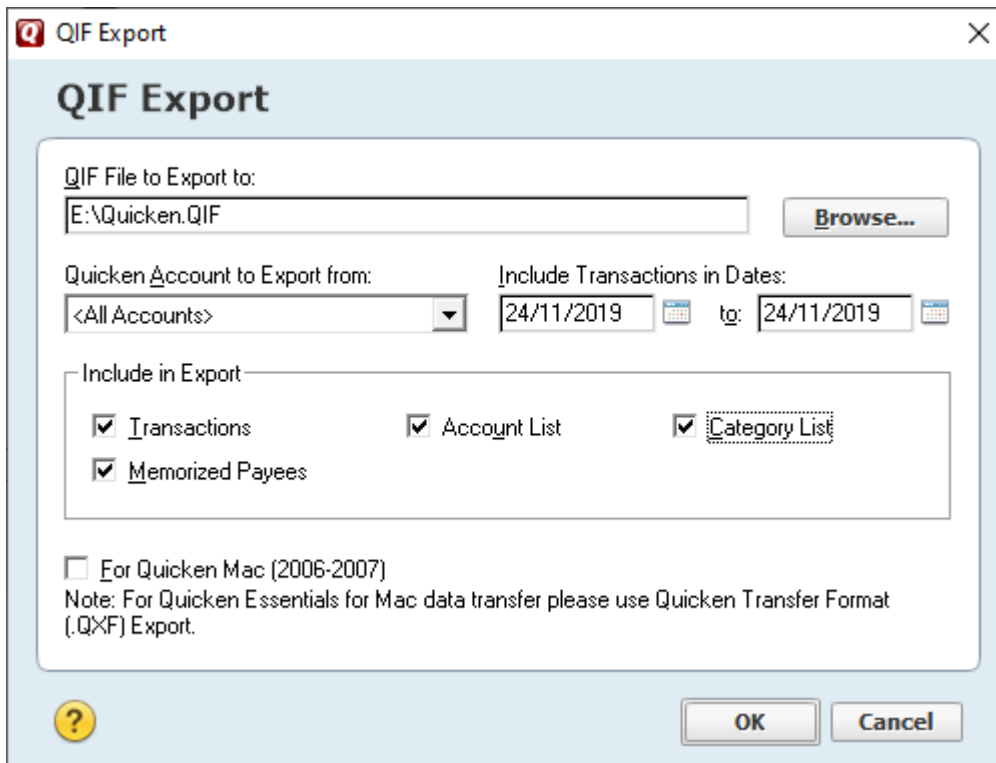 QIF Export
QIF Export
QIF File to Export to:
E:\Quicken.QIF
Browse...
Quicken Account to Export from:
Include Transactions in Dates:
<All Accounts>
24/11/2019
to:
24/11/2019
Include in Export
Transactions
Account List
Category List
Memorized Payees
For Quicken Mac (2006-2007)
Note: For Quicken Essentials for Mac data transfer please use Quicken Transfer Format
(.QXF) Export.
?
OK
Cancel